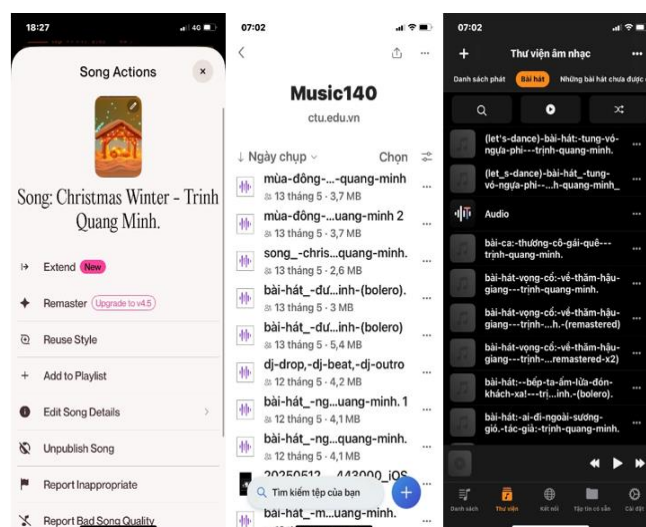 18:27
4G
Song Actions
×
Song: Christmas Winter - Trinh
Quang Minh.
Extend New
Remaster Upgrade to v4.5
Reuse Style
+ Add to Playlist
Edit Song Details >
Unpublish Song
Report Inappropriate
Report Bad Song Quality
07:02
Music140
ctu.edu.vn
↓ Ngày chụp
Chọn
mùa-đông-...-quang-minh
13 tháng 5 · 3,7 MB
mùa-đông-...uang-minh 2
13 tháng 5 · 3,7 MB
song_-chris...quang-minh.
13 tháng 5 · 2,6 MB
bài-hát_-đư...inh-(bolero).
13 tháng 5 · 3 MB
bài-hát_-đư...inh-(bolero)
13 tháng 5 · 5,4 MB
dj-drop,-dj-beat,-dj-outro
12 tháng 5 · 4,2 MB
bài-hát_-ng...uang-minh. 1
12 tháng 5 · 4,1 MB
bài-hát_-ng...quang-minh.
12 tháng 5 · 4,1 MB
20250512_...443000_iOS
Tìm kiếm tệp của bạn
+
bài-hát_-m...uang-minh.
07:02
+
Thư viện âm nhạc
Danh sách phát
Bài hát
Những bài hát chưa được
(let's-dance)-bài-hát:-tung-vó-
ngựa-phi---trịnh-quang-minh.
(let_s-dance)-bài-hát_-tung-
vó-ngựa-phi--...h-quang-minh_
Audio
bài-ca:-thương-cô-gái-quê---
trịnh-quang-minh.
bài-hát-vọng-cổ:-về-thăm-hậu-
giang---trịnh-quang-minh.
bài-hát-vọng-cổ:-về-thăm-hậu-
giang---trịnh-...h.-(remastered)
bài-hát-vọng-cổ:-về-thăm-hậu-
giang---trịnh-...remastered-x2)
bài-hát:--bếp-ta-ấm-lửa-đón-
khách-xa!---trị...inh.-(bolero).
bài-hát:-ai-đi-ngoài-sương-
gió.-tác-giả:-trịnh-quang-minh.
Danh sách
Thư viện
Kết nối
Tập tin có sẵn
Cài đặt